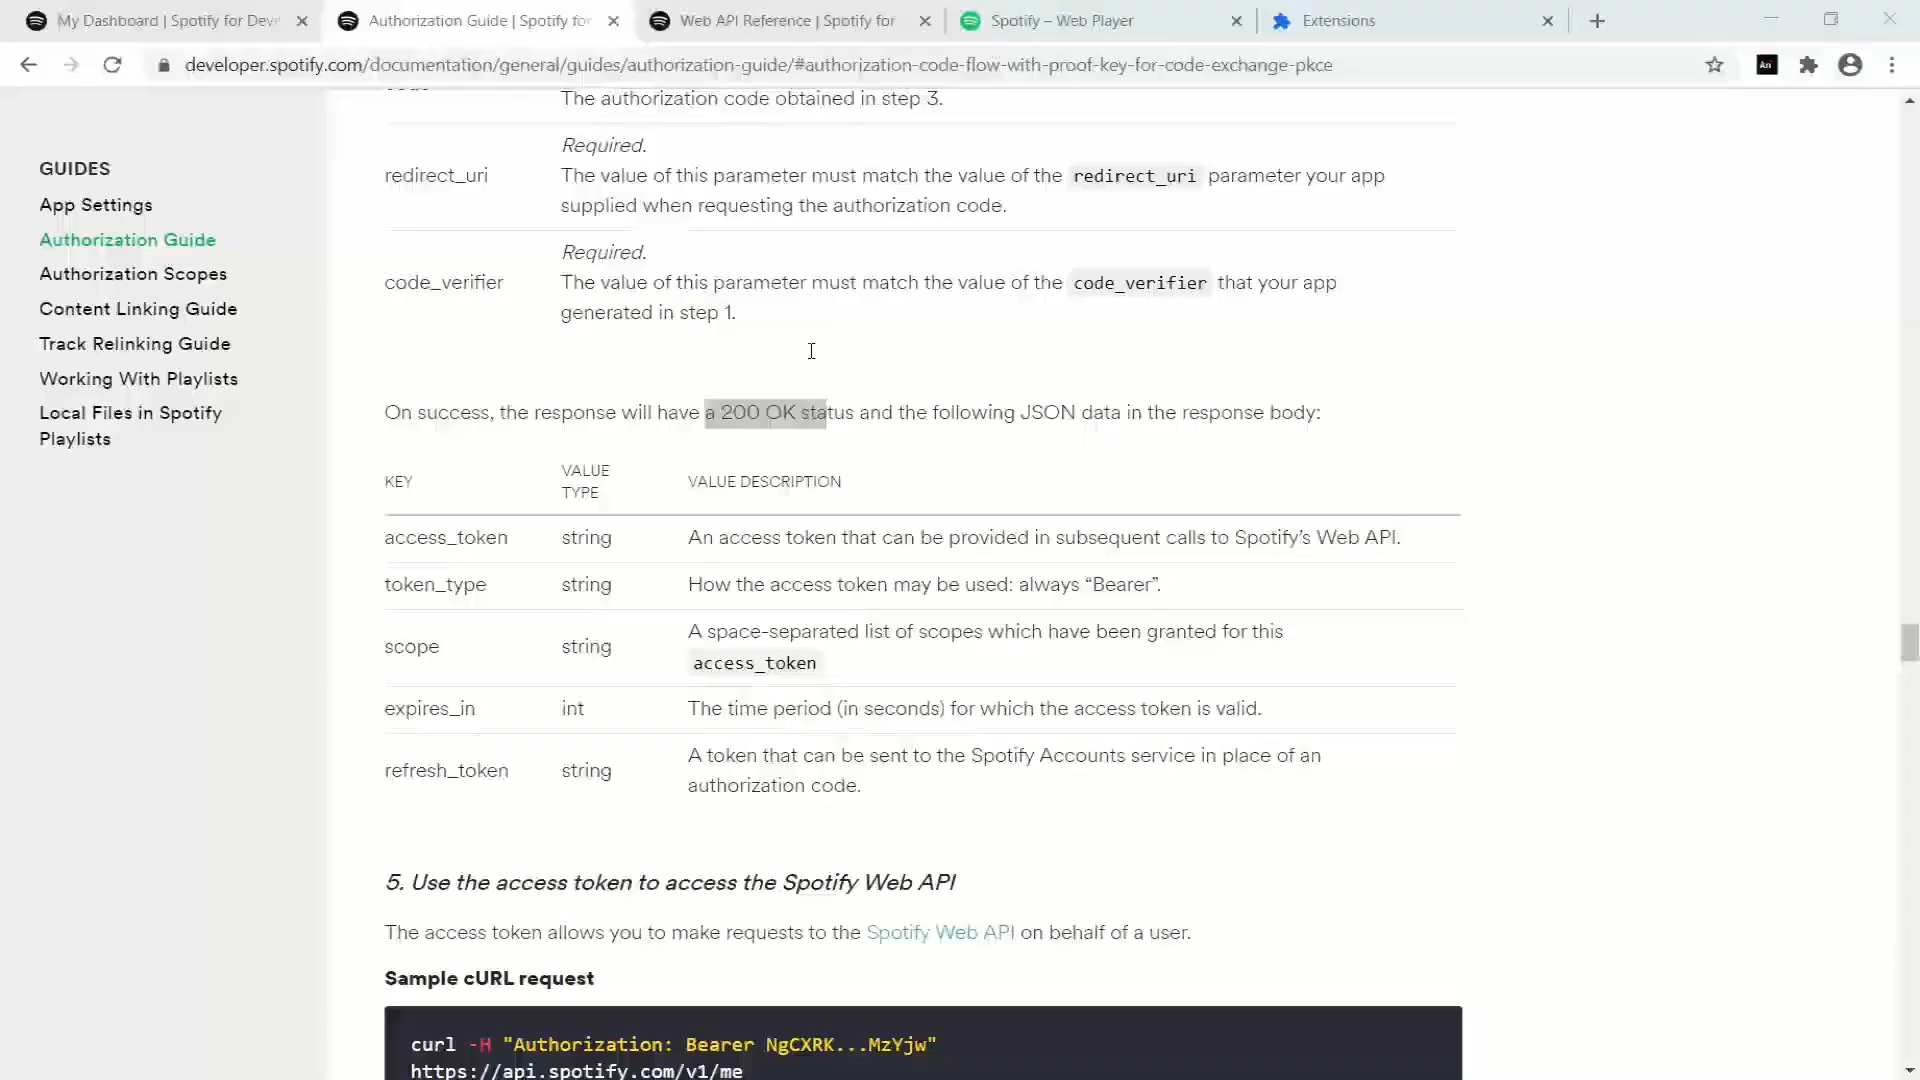 My Dashboard | Spotify for Deve
Authorization Guide | Spotify for
Web API Reference | Spotify for
Spotify – Web Player
Extensions
developer.spotify.com/documentation/general/guides/authorization-guide/#authorization-code-flow-with-proof-key-for-code-exchange-pkce
Ari
The authorization code obtained in step 3.
GUIDES
App Settings
Authorization Guide
Authorization Scopes
Content Linking Guide
Track Relinking Guide
Working With Playlists
Local Files in Spotify
Playlists
Required.
redirect_uri The value of this parameter must match the value of the redirect_uri parameter your app
supplied when requesting the authorization code.
Required.
code_verifier The value of this parameter must match the value of the code_verifier that your app
generated in step 1.
On success, the response will have a 200 OK status and the following JSON data in the response body:
KEY VALUE TYPE VALUE DESCRIPTION
access_token string An access token that can be provided in subsequent calls to Spotify’s Web API.
token_type string How the access token may be used: always “Bearer”.
scope string A space-separated list of scopes which have been granted for this
access_token
expires_in int The time period (in seconds) for which the access token is valid.
refresh_token string A token that can be sent to the Spotify Accounts service in place of an
authorization code.
5. Use the access token to access the Spotify Web API
The access token allows you to make requests to the Spotify Web API on behalf of a user.
Sample cURL request
curl -H "Authorization: Bearer NgCXRK...MzYjw"
https://api.spotify.com/v1/me